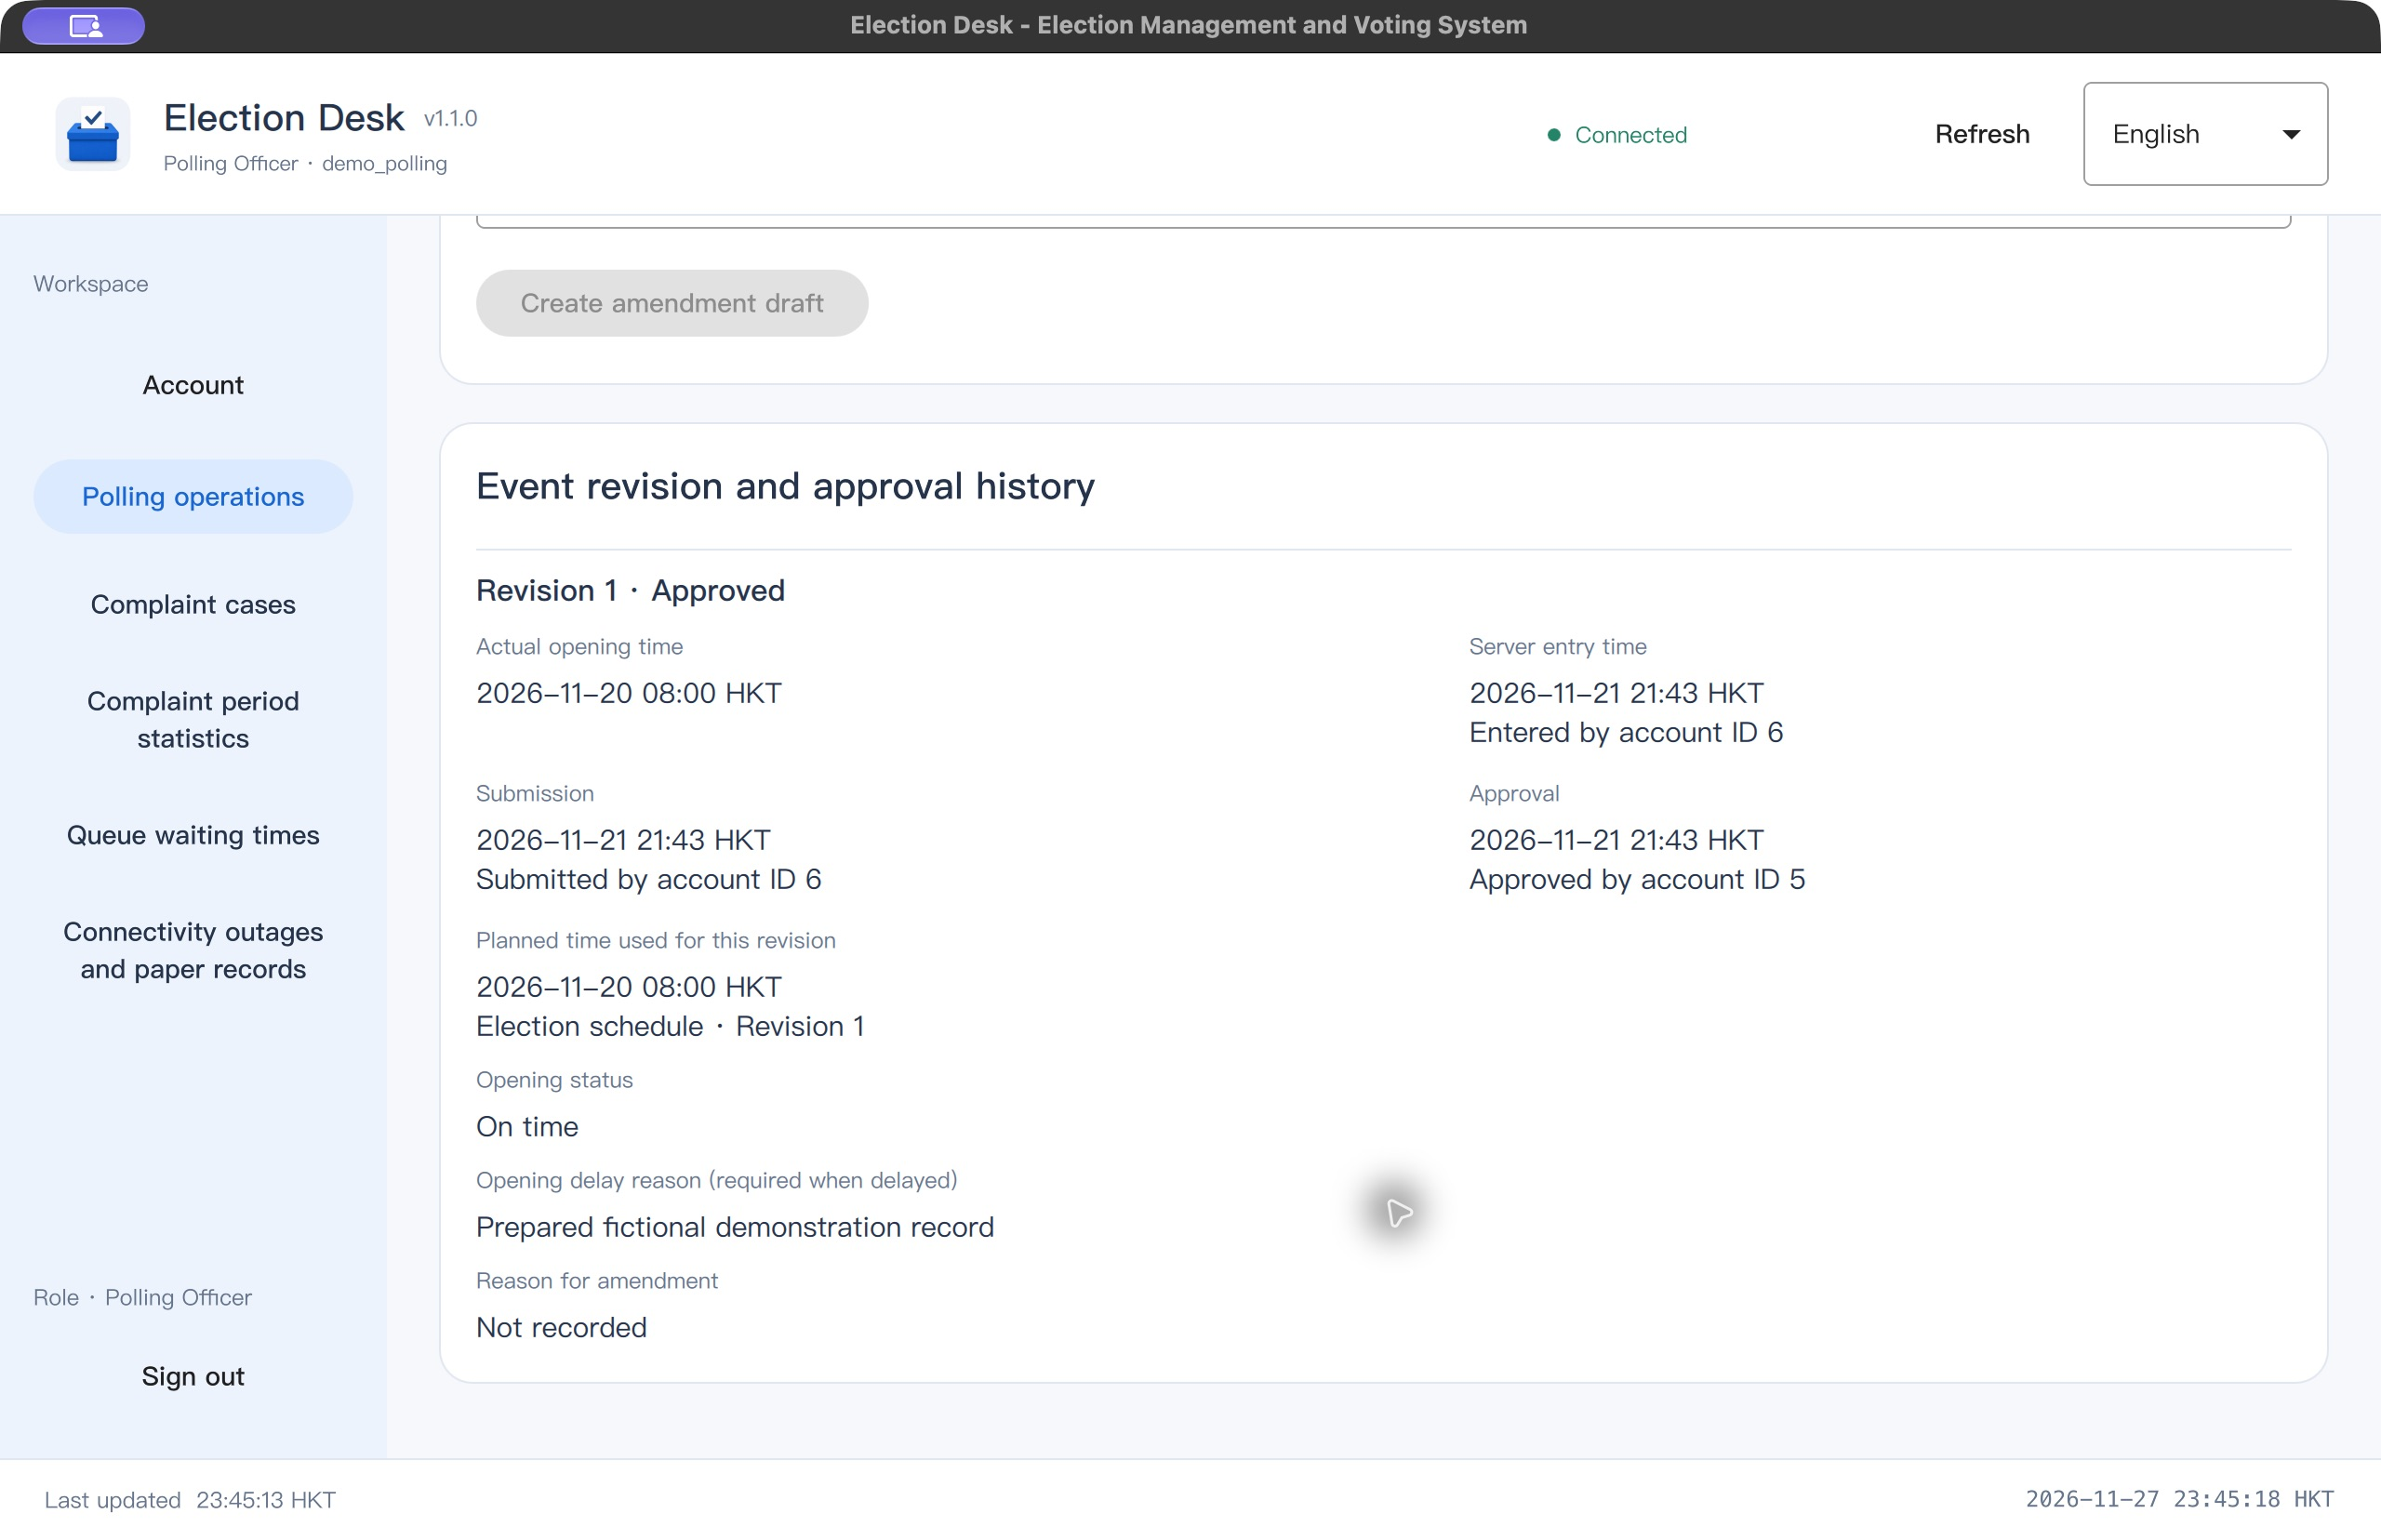 Election Desk - Election Management and Voting System
Election Desk v1.1.0
Polling Officer · demo_polling
Connected
Refresh
English
Workspace
Account
Polling operations
Complaint cases
Complaint period
statistics
Queue waiting times
Connectivity outages
and paper records
Role · Polling Officer
Sign out
Create amendment draft
Event revision and approval history
Revision 1 · Approved
Actual opening time
2026–11–20 08:00 HKT
Server entry time
2026–11–21 21:43 HKT
Entered by account ID 6
Submission
2026–11–21 21:43 HKT
Submitted by account ID 6
Approval
2026–11–21 21:43 HKT
Approved by account ID 5
Planned time used for this revision
2026–11–20 08:00 HKT
Election schedule · Revision 1
Opening status
On time
Opening delay reason (required when delayed)
Prepared fictional demonstration record
Reason for amendment
Not recorded
Last updated 23:45:13 HKT
2026–11–27 23:45:18 HKT